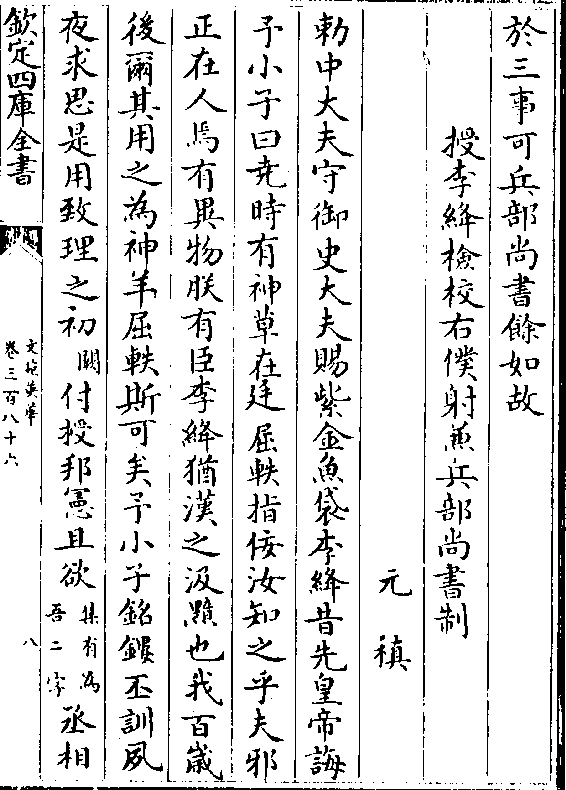 於三事可兵部尚書餘如故
授李絳檢校右僕射兼兵部尚書制
元稹
勅中大夫守御史大夫賜紫金魚袋李絳昔先皇帝誨
予小子曰堯時有神草在廷屈軼指佞汝知之乎夫邪
正在人焉有異物朕有臣李絳猶漢之汲黯也我百歲
後爾其用之為神羊屈軼斯可矣予小子銘鏤丕訓夙
夜求思是用致理之初闕付授邦憲且欲集有為吾二字丞相
欽定四庫全書
文苑英華
卷三百八十六
八